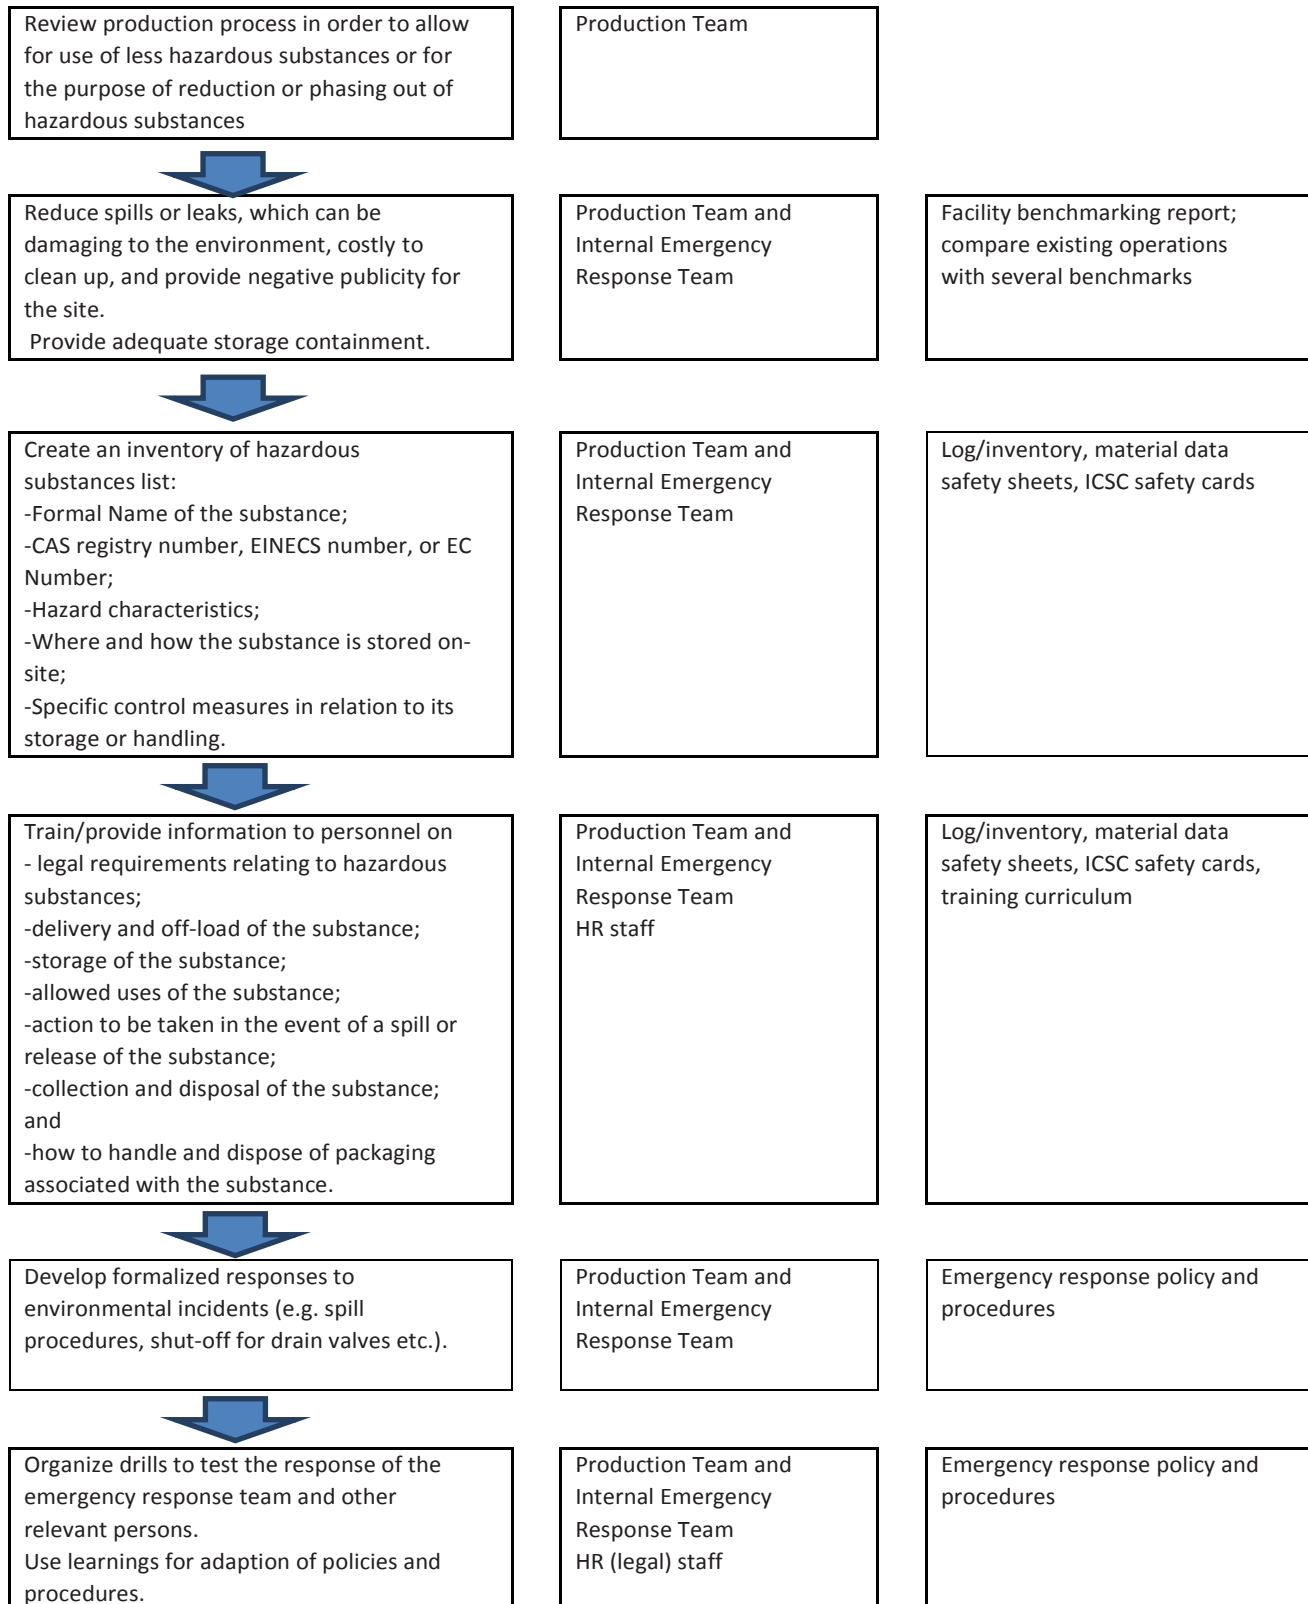 Review production process in order to allow
for use of less hazardous substances or for
the purpose of reduction or phasing out of
hazardous substances
Production Team
Reduce spills or leaks, which can be
damaging to the environment, costly to
clean up, and provide negative publicity for
the site.
Provide adequate storage containment.
Production Team and
Internal Emergency
Response Team
Facility benchmarking report;
compare existing operations
with several benchmarks
Create an inventory of hazardous
substances list:
-Formal Name of the substance;
-CAS registry number, EINECS number, or EC
Number;
-Hazard characteristics;
-Where and how the substance is stored on-
site;
-Specific control measures in relation to its
storage or handling.
Production Team and
Internal Emergency
Response Team
Log/inventory, material data
safety sheets, ICSC safety cards
Train/provide information to personnel on
- legal requirements relating to hazardous
substances;
-delivery and off-load of the substance;
-storage of the substance;
-allowed uses of the substance;
-action to be taken in the event of a spill or
release of the substance;
-collection and disposal of the substance;
and
-how to handle and dispose of packaging
associated with the substance.
Production Team and
Internal Emergency
Response Team
HR staff
Log/inventory, material data
safety sheets, ICSC safety cards,
training curriculum
Develop formalized responses to
environmental incidents (e.g. spill
procedures, shut-off for drain valves etc.).
Production Team and
Internal Emergency
Response Team
Emergency response policy and
procedures
Organize drills to test the response of the
emergency response team and other
relevant persons.
Use learnings for adaption of policies and
procedures.
Production Team and
Internal Emergency
Response Team
HR (legal) staff
Emergency response policy and
procedures